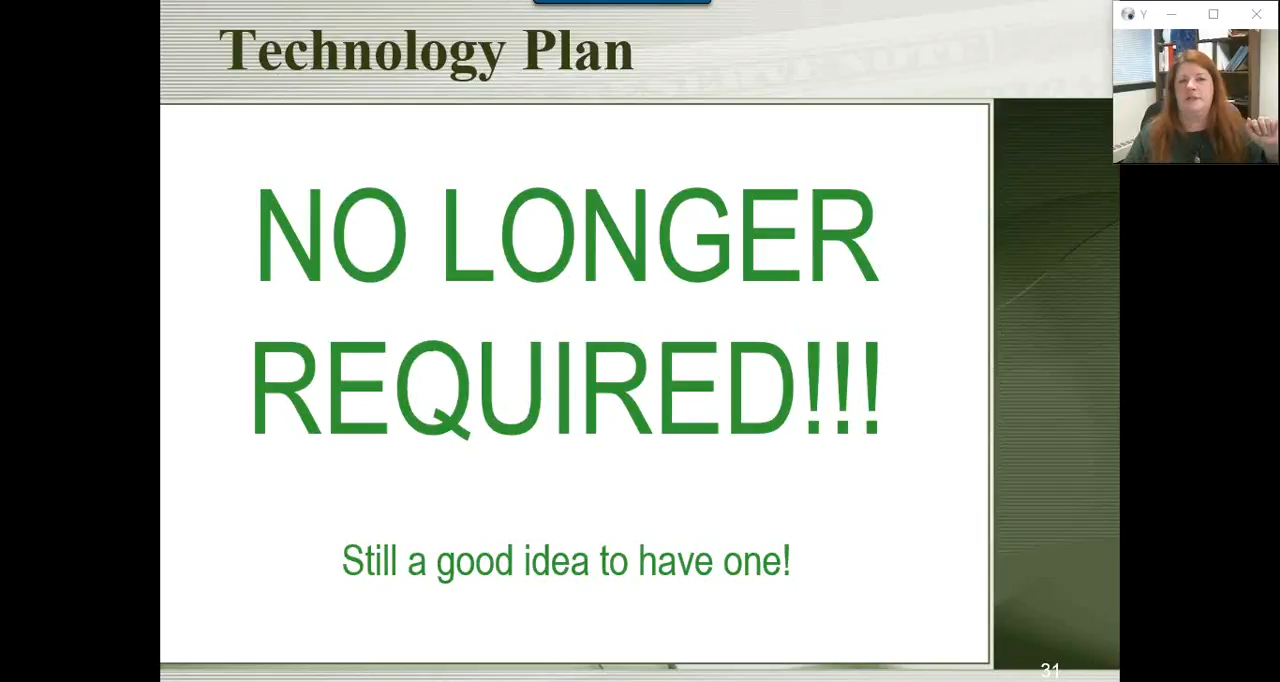 Technology Plan
Y
NO LONGER
REQUIRED!!!
Still a good idea to have one!
31